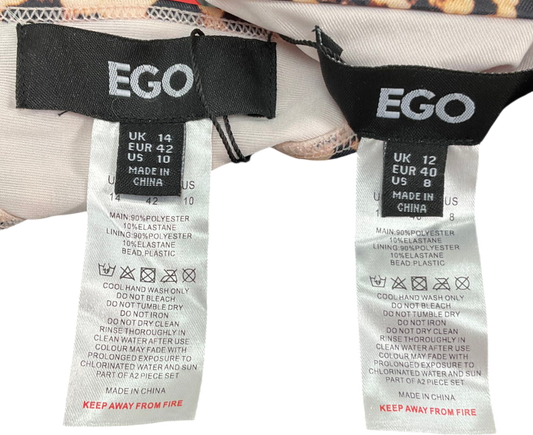 EGO
UK 14
EUR 42
US 10
MADE IN
CHINA
US
14 42 10
MAIN:90%POLYESTER
10%ELASTANE
LINING:90%POLYESTER
10%ELASTANE
BEAD.PLASTIC
COOL HAND WASH ONLY
DO NOT BLEACH
DO NOT TUMBLE DRY
DO NOT IRON
DO NOT DRY CLEAN
RINSE THOROUGHLY IN
CLEAN WATER AFTER USE
COLOUR MAY FADE WITH
PROLONGED EXPOSURE TO
CHLORINATED WATER AND SUN
PART OF A2 PIECE SET
MADE IN CHINA
KEEP AWAY FROM FIRE
EGO
UK 12
EUR 40
US 8
MADE IN
CHINA
US
8
MAIN:90%POLYESTER
10%ELASTANE
LINING:90%POLYESTER
10%ELASTANE
BEAD.PLASTIC
COOL HAND WASH ONLY
DO NOT BLEACH
DO NOT TUMBLE DRY
DO NOT IRON
DO NOT DRY CLEAN
RINSE THOROUGHLY IN
CLEAN WATER AFTER USE
COLOUR MAY FADE WITH
PROLONGED EXPOSURE TO
CHLORINATED WATER AND SUN
PART OF A2 PIECE SET
MADE IN CHINA
KEEP AWAY FROM FIRE